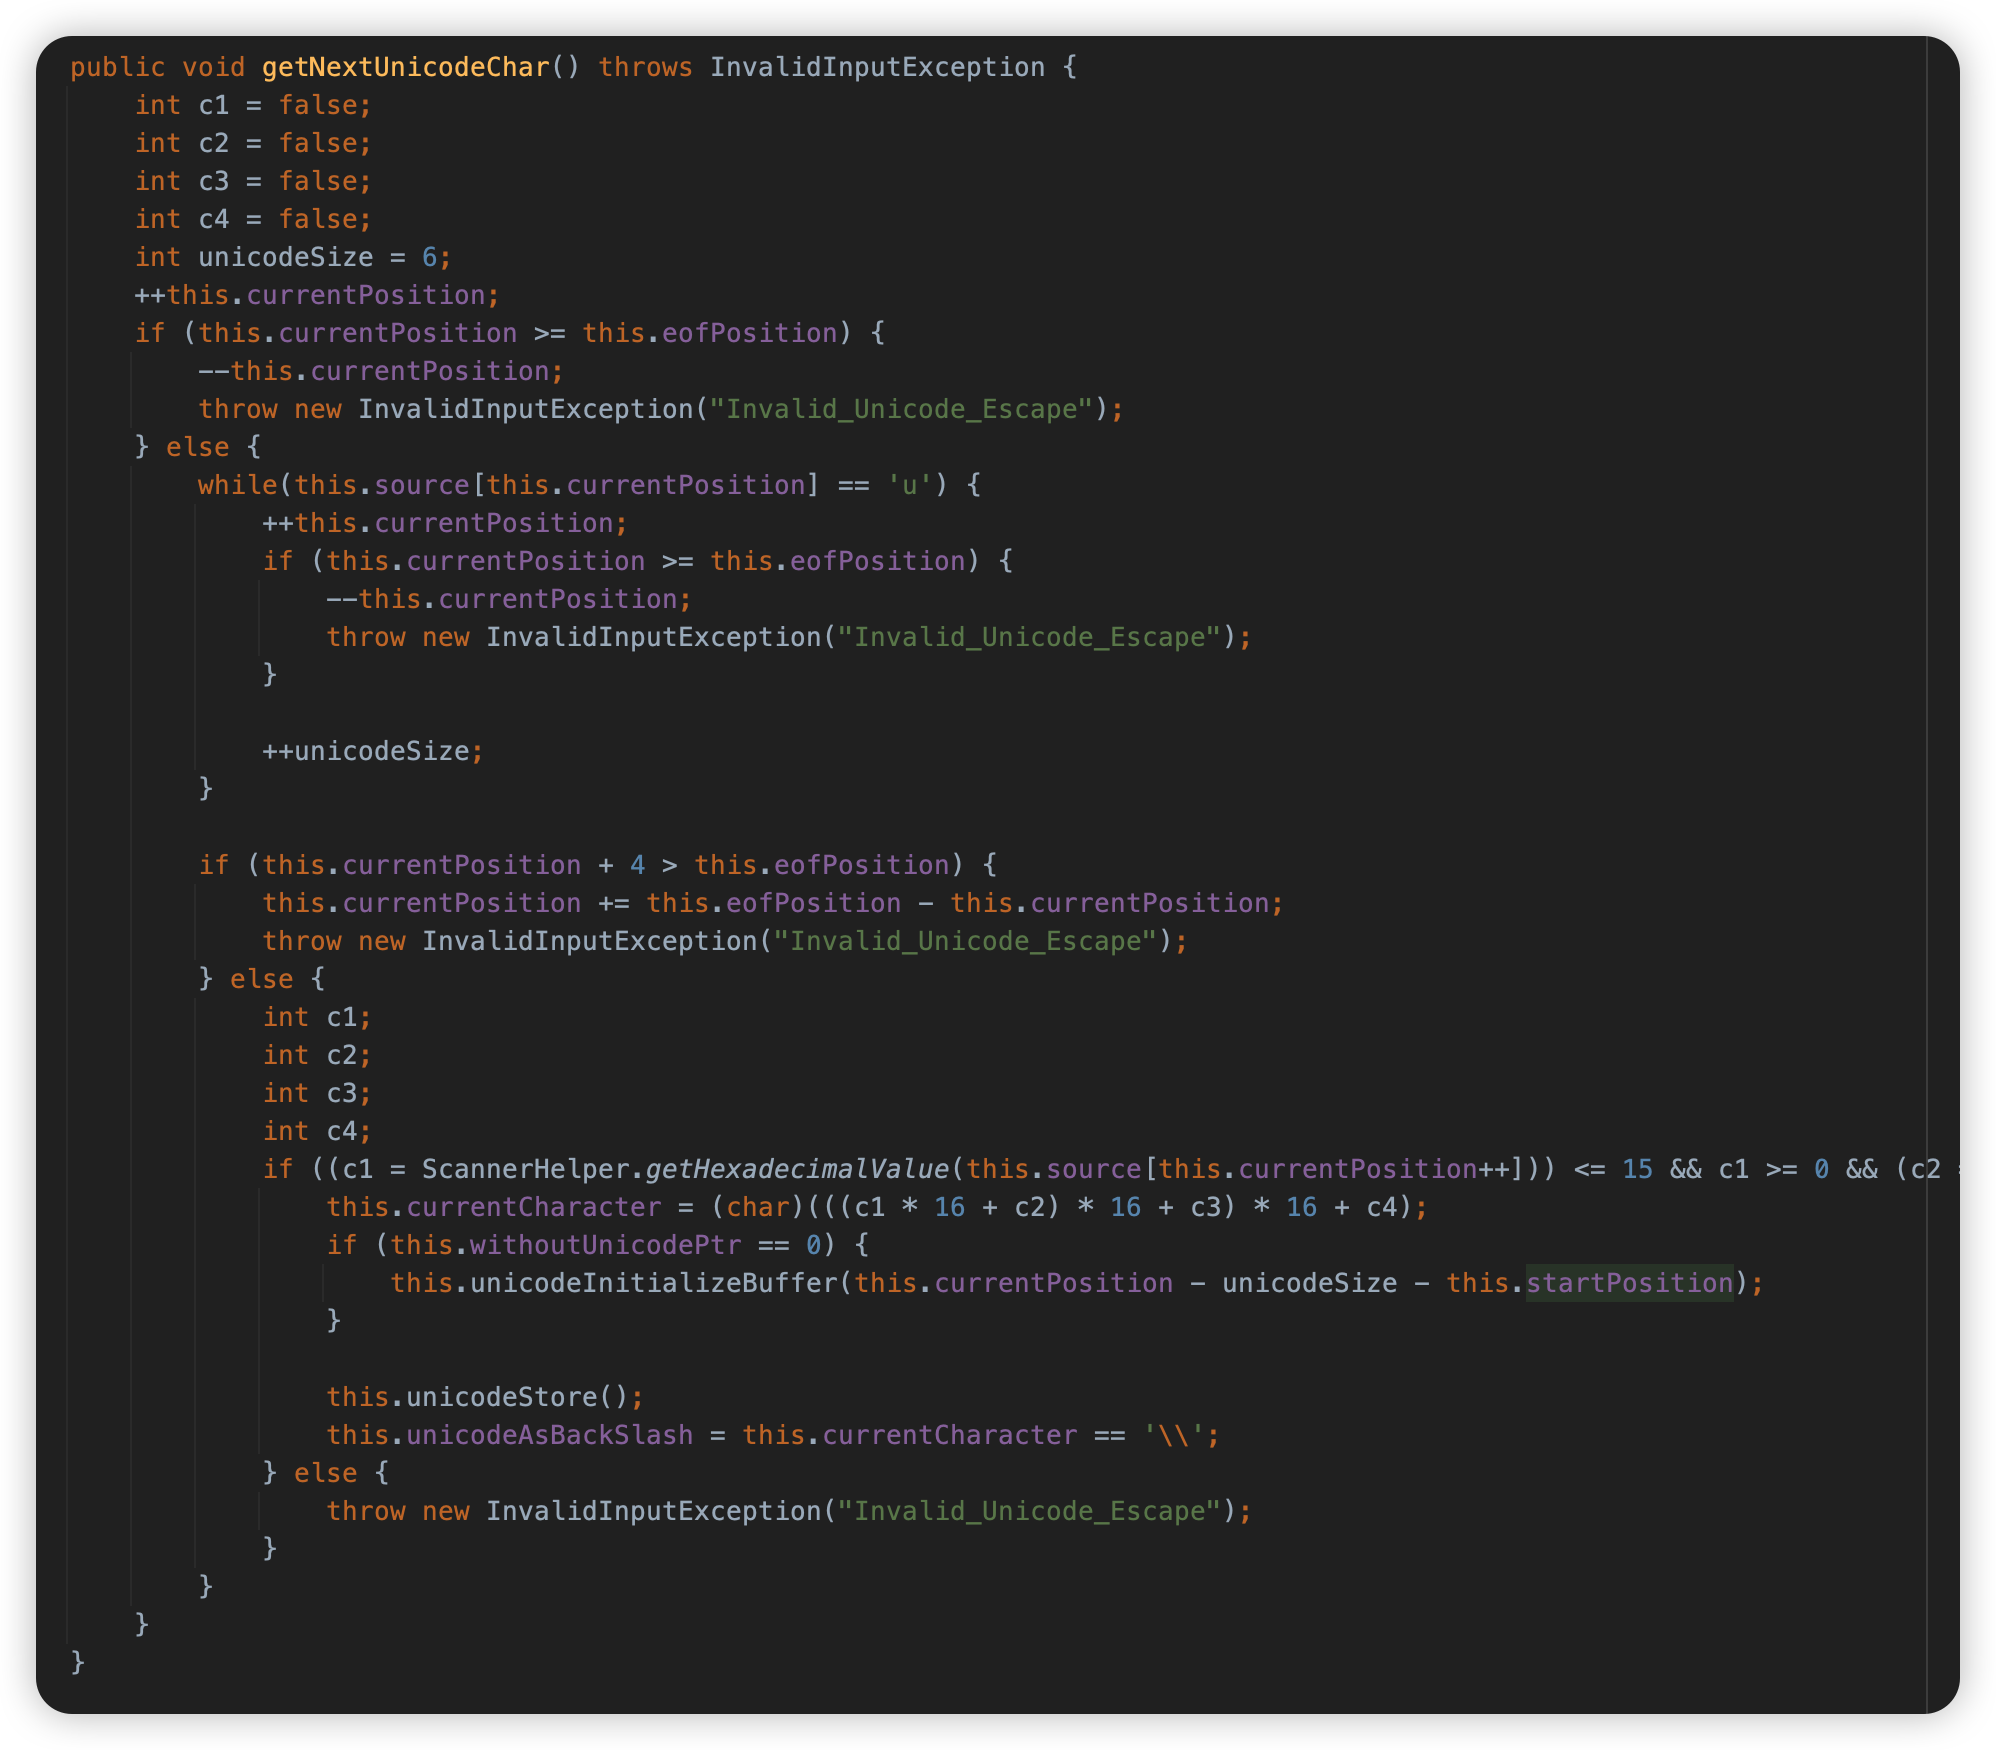 public void getNextUnicodeChar() throws InvalidInputException {
    int c1 = false;
    int c2 = false;
    int c3 = false;
    int c4 = false;
    int unicodeSize = 6;
    ++this.currentPosition;
    if (this.currentPosition >= this.eofPosition) {
        --this.currentPosition;
        throw new InvalidInputException("Invalid_Unicode_Escape");
    } else {
        while(this.source[this.currentPosition] == 'u') {
            ++this.currentPosition;
            if (this.currentPosition >= this.eofPosition) {
                --this.currentPosition;
                throw new InvalidInputException("Invalid_Unicode_Escape");
            }

            ++unicodeSize;
        }

        if (this.currentPosition + 4 > this.eofPosition) {
            this.currentPosition += this.eofPosition - this.currentPosition;
            throw new InvalidInputException("Invalid_Unicode_Escape");
        } else {
            int c1;
            int c2;
            int c3;
            int c4;
            if ((c1 = ScannerHelper.getHexadecimalValue(this.source[this.currentPosition++])) <= 15 && c1 >= 0 && (c2 =
                this.currentCharacter = (char)(((c1 * 16 + c2) * 16 + c3) * 16 + c4);
                if (this.withoutUnicodePtr == 0) {
                    this.unicodeInitializeBuffer(this.currentPosition - unicodeSize - this.startPosition);
                }

                this.unicodeStore();
                this.unicodeAsBackSlash = this.currentCharacter == '\\';
            } else {
                throw new InvalidInputException("Invalid_Unicode_Escape");
            }
        }
    }
}